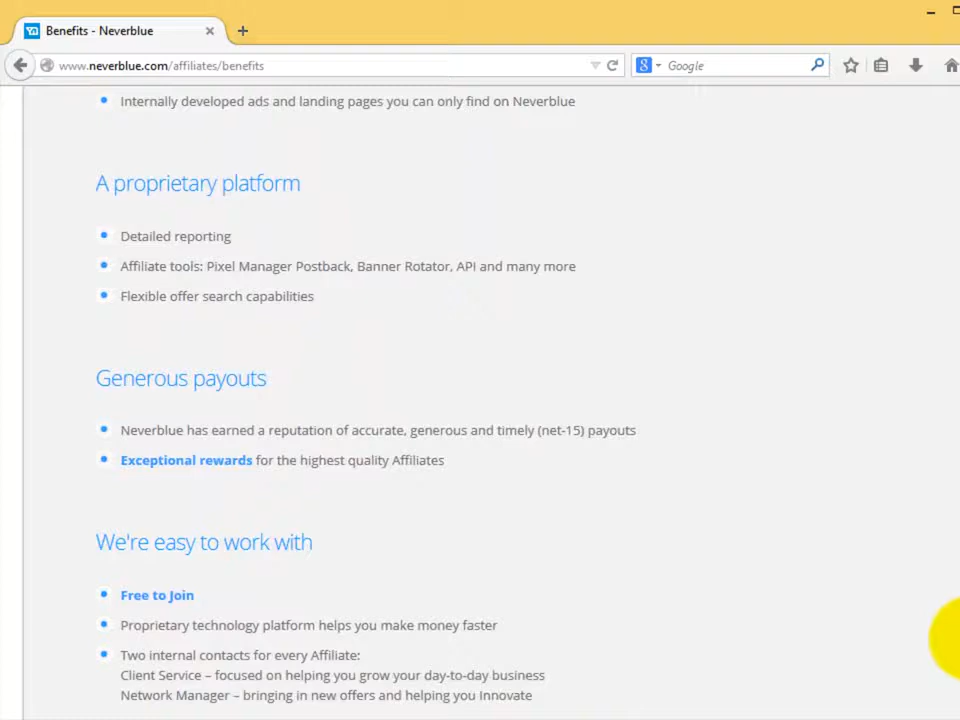 Benefits - Neverblue
www.neverblue.com/affiliates/benefits
Google
Internally developed ads and landing pages you can only find on Neverblue
A proprietary platform
Detailed reporting
Affiliate tools: Pixel Manager Postback, Banner Rotator, API and many more
Flexible offer search capabilities
Generous payouts
Neverblue has earned a reputation of accurate, generous and timely (net-15) payouts
Exceptional rewards for the highest quality Affiliates
We're easy to work with
Free to Join
Proprietary technology platform helps you make money faster
Two internal contacts for every Affiliate:
Client Service – focused on helping you grow your day-to-day business
Network Manager – bringing in new offers and helping you Innovate